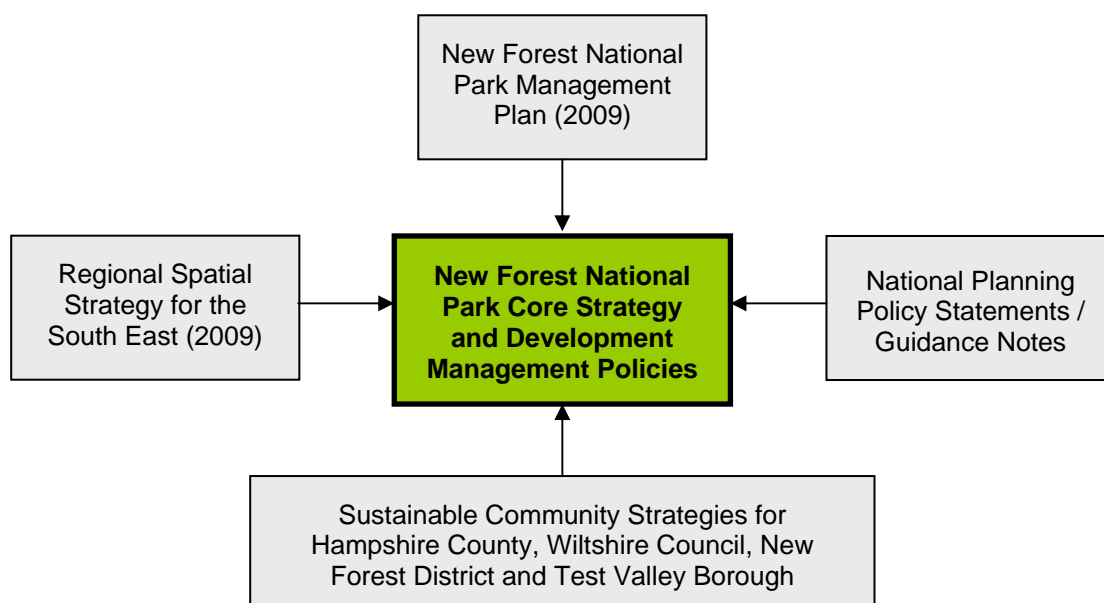 New Forest National
Park Management
Plan (2009)
Regional Spatial
Strategy for the
South East (2009)
New Forest National
Park Core Strategy
and Development
Management Policies
National Planning
Policy Statements /
Guidance Notes
Sustainable Community Strategies for
Hampshire County, Wiltshire Council, New
Forest District and Test Valley Borough